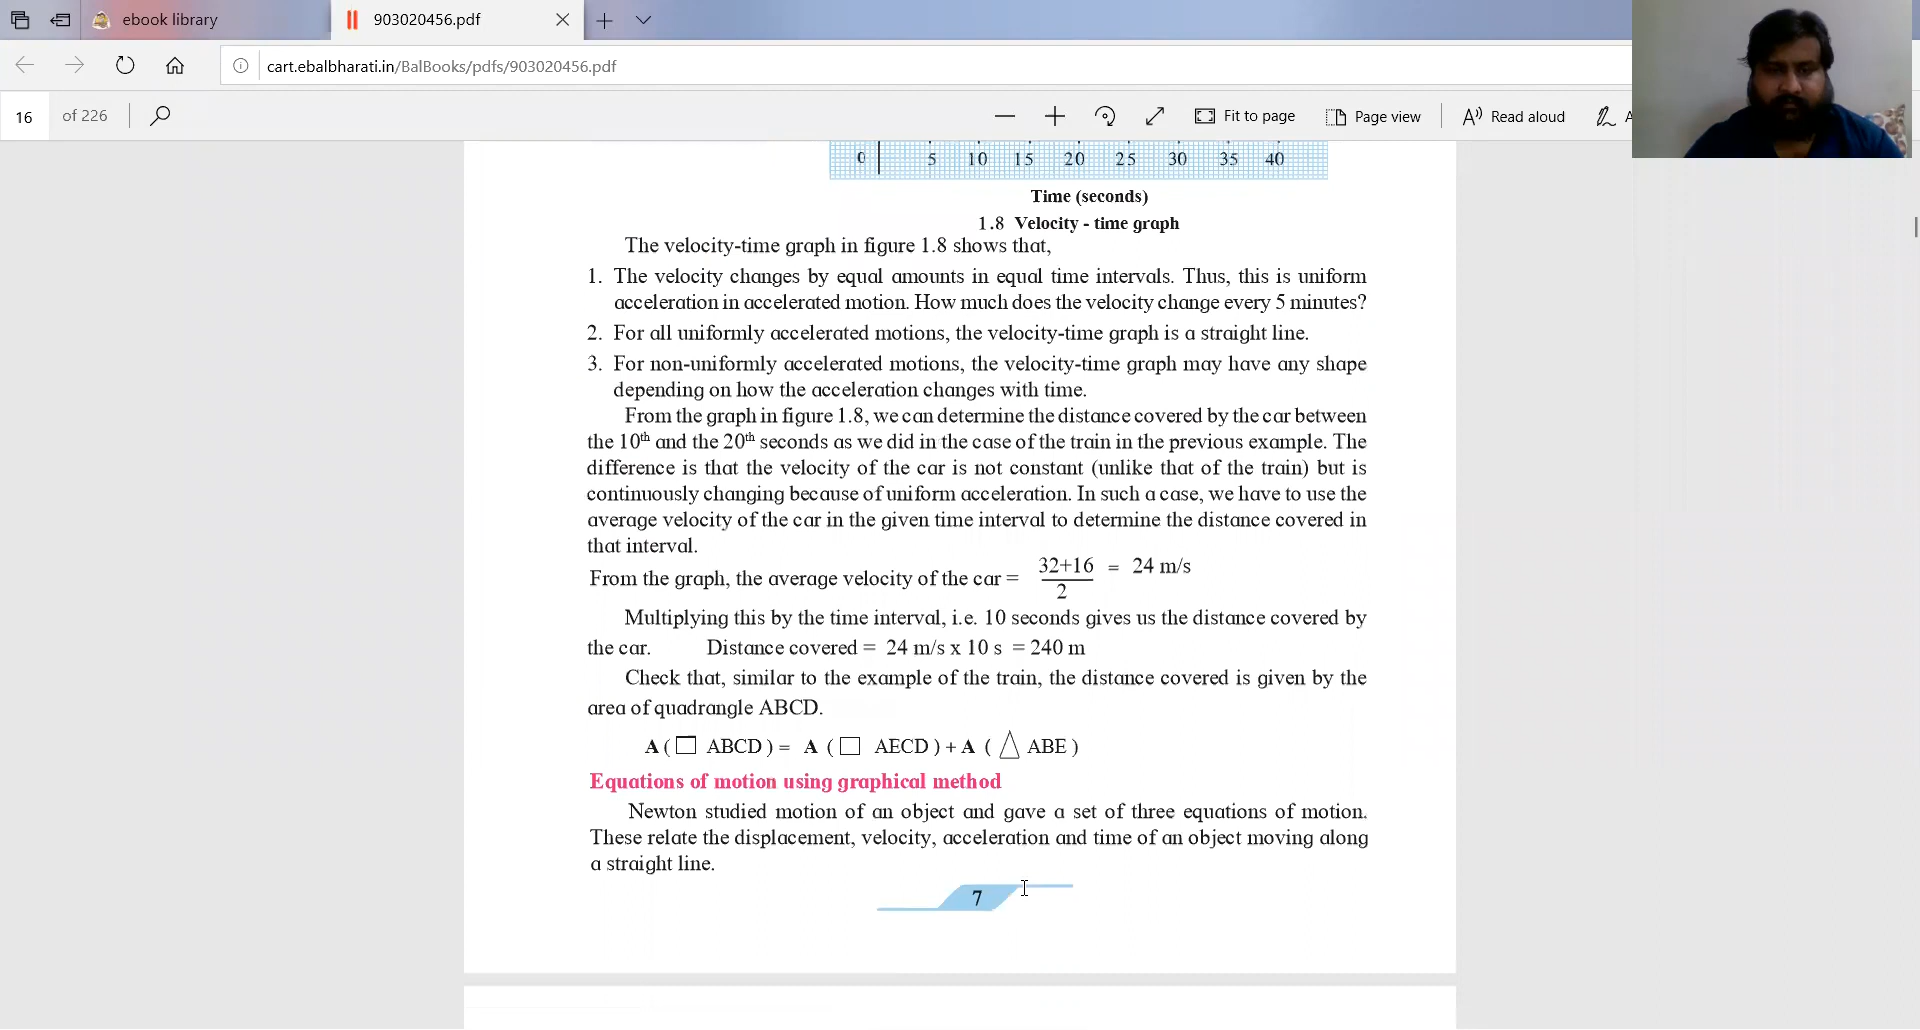 ebook library
903020456.pdf
cart.ebalbharati.in/BalBooks/pdfs/903020456.pdf
16 of 226
Fit to page
Page view
Read aloud
A
0 5 10 15 20 25 30 35 40
Time (seconds)
1.8 Velocity - time graph
The velocity-time graph in figure 1.8 shows that,
1. The velocity changes by equal amounts in equal time intervals. Thus, this is uniform
acceleration in accelerated motion. How much does the velocity change every 5 minutes?
2. For all uniformly accelerated motions, the velocity-time graph is a straight line.
3. For non-uniformly accelerated motions, the velocity-time graph may have any shape
depending on how the acceleration changes with time.
From the graph in figure 1.8, we can determine the distance covered by the car between
the 10th and the 20th seconds as we did in the case of the train in the previous example. The
difference is that the velocity of the car is not constant (unlike that of the train) but is
continuously changing because of uniform acceleration. In such a case, we have to use the
average velocity of the car in the given time interval to determine the distance covered in
that interval.
From the graph, the average velocity of the car = 32+16 / 2 = 24 m/s
Multiplying this by the time interval, i.e. 10 seconds gives us the distance covered by
the car. Distance covered = 24 m/s x 10 s = 240 m
Check that, similar to the example of the train, the distance covered is given by the
area of quadrangle ABCD.
A ( □ ABCD ) = A ( □ AECD ) + A ( △ ABE )
Equations of motion using graphical method
Newton studied motion of an object and gave a set of three equations of motion.
These relate the displacement, velocity, acceleration and time of an object moving along
a straight line.
7